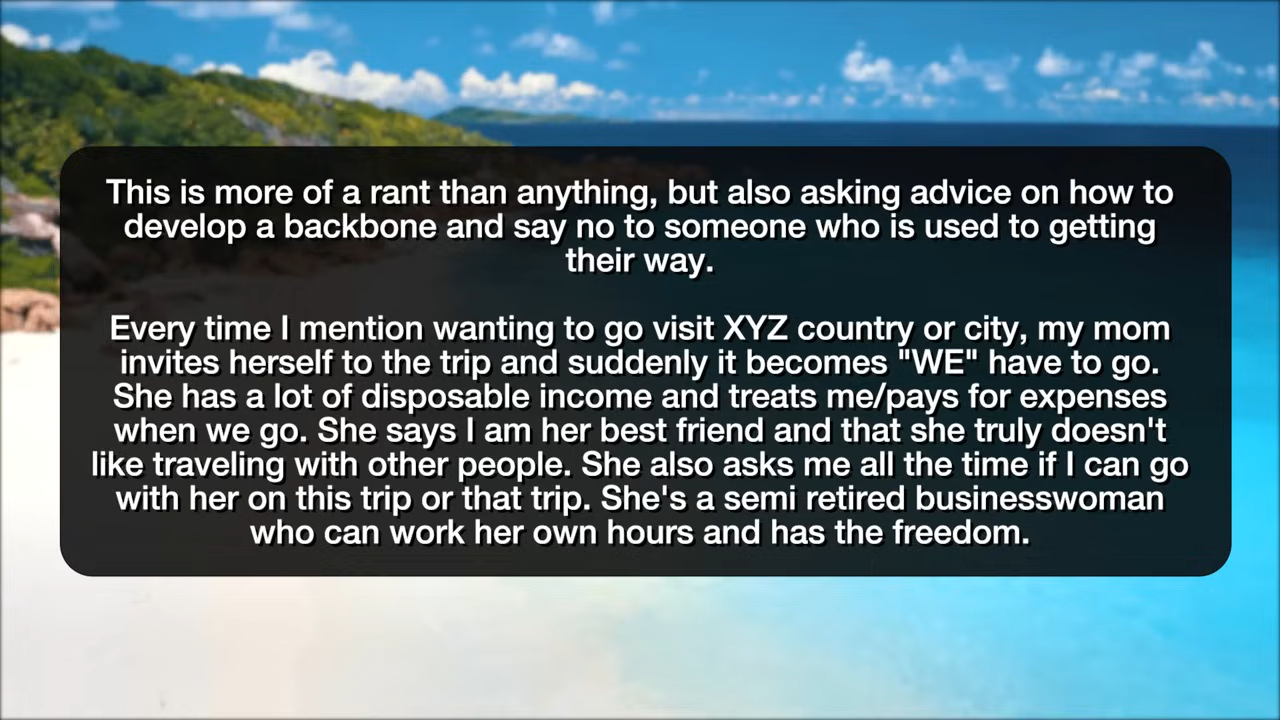 This is more of a rant than anything, but also asking advice on how to
develop a backbone and say no to someone who is used to getting
their way.
Every time I mention wanting to go visit XYZ country or city, my mom
invites herself to the trip and suddenly it becomes "WE" have to go.
She has a lot of disposable income and treats me/pays for expenses
when we go. She says I am her best friend and that she truly doesn't
like traveling with other people. She also asks me all the time if I can go
with her on this trip or that trip. She's a semi retired businesswoman
who can work her own hours and has the freedom.